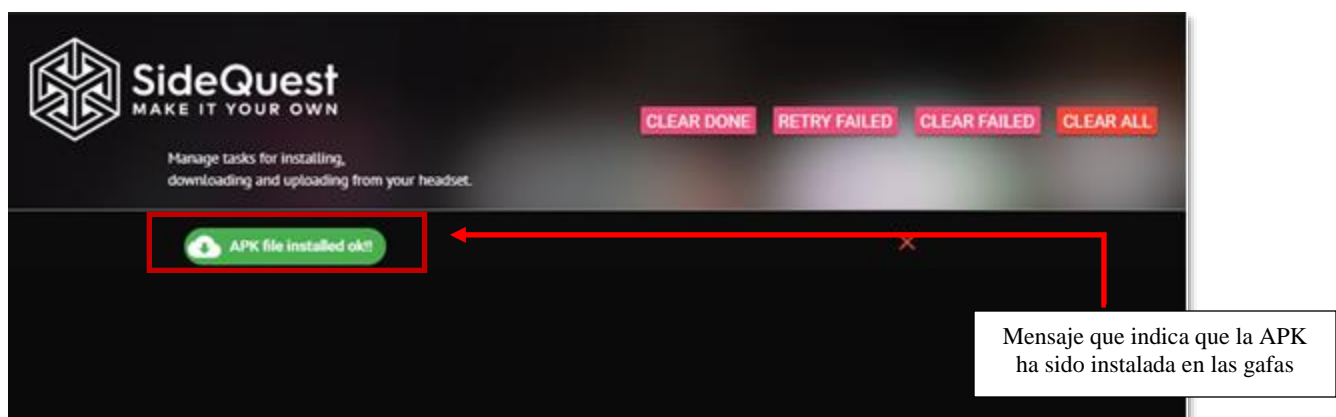 SideQuest
MAKE IT YOUR OWN
CLEAR DONE RETRY FAILED CLEAR FAILED CLEAR ALL
Manage tasks for installing,
downloading and uploading from your headset.
APK file installed ok!!
Mensaje que indica que la APK
ha sido instalada en las gafas